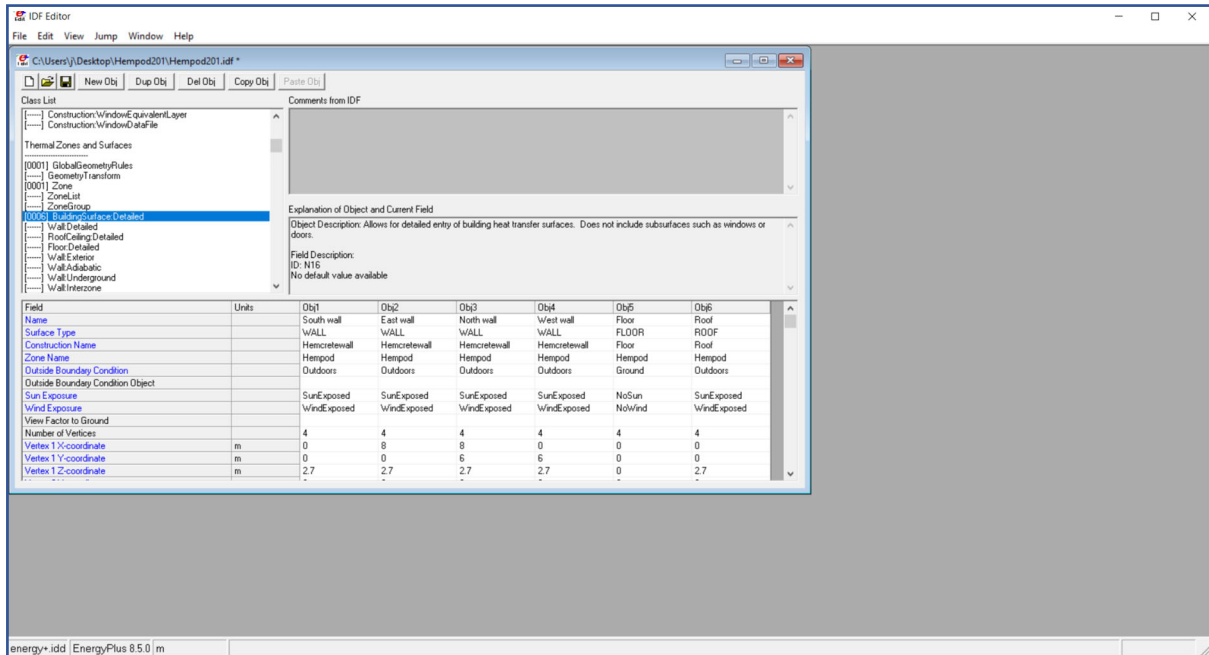 IDF Editor
File Edit View Jump Window Help
C:\Users\j\Desktop\Hempod201\Hempod201.idf *
New Obj Dup Obj Del Obj Copy Obj Paste Obj
Class List
Comments from IDF
[------] Construction:WindowEquivalentLayer
[------] Construction:WindowDataFile
Thermal Zones and Surfaces
--------------------------
[0001] GlobalGeometryRules
[------] GeometryTransform
[0001] Zone
[------] ZoneList
[------] ZoneGroup
[0006] BuildingSurface:Detailed
[------] Wall:Detailed
[------] RoofCeiling:Detailed
[------] Floor:Detailed
[------] Wall:Exterior
[------] Wall:Adiabatic
[------] Wall:Underground
[------] Wall:Interzone
Explanation of Object and Current Field
Object Description: Allows for detailed entry of building heat transfer surfaces. Does not include subsurfaces such as windows or
doors.
Field Description:
ID: N16
No default value available
Field Units Obj1 Obj2 Obj3 Obj4 Obj5 Obj6
Name South wall East wall North wall West wall Floor Roof
Surface Type WALL WALL WALL WALL FLOOR ROOF
Construction Name Hemcretewall Hemcretewall Hemcretewall Hemcretewall Floor Roof
Zone Name Hempod Hempod Hempod Hempod Hempod Hempod
Outside Boundary Condition Outdoors Outdoors Outdoors Outdoors Ground Outdoors
Outside Boundary Condition Object
Sun Exposure SunExposed SunExposed SunExposed SunExposed NoSun SunExposed
Wind Exposure WindExposed WindExposed WindExposed WindExposed NoWind WindExposed
View Factor to Ground
Number of Vertices 4 4 4 4 4 4
Vertex 1 X-coordinate m 0 8 8 0 0 0
Vertex 1 Y-coordinate m 0 0 6 6 0 0
Vertex 1 Z-coordinate m 2.7 2.7 2.7 2.7 0 2.7
energy+.idd EnergyPlus 8.5.0 m